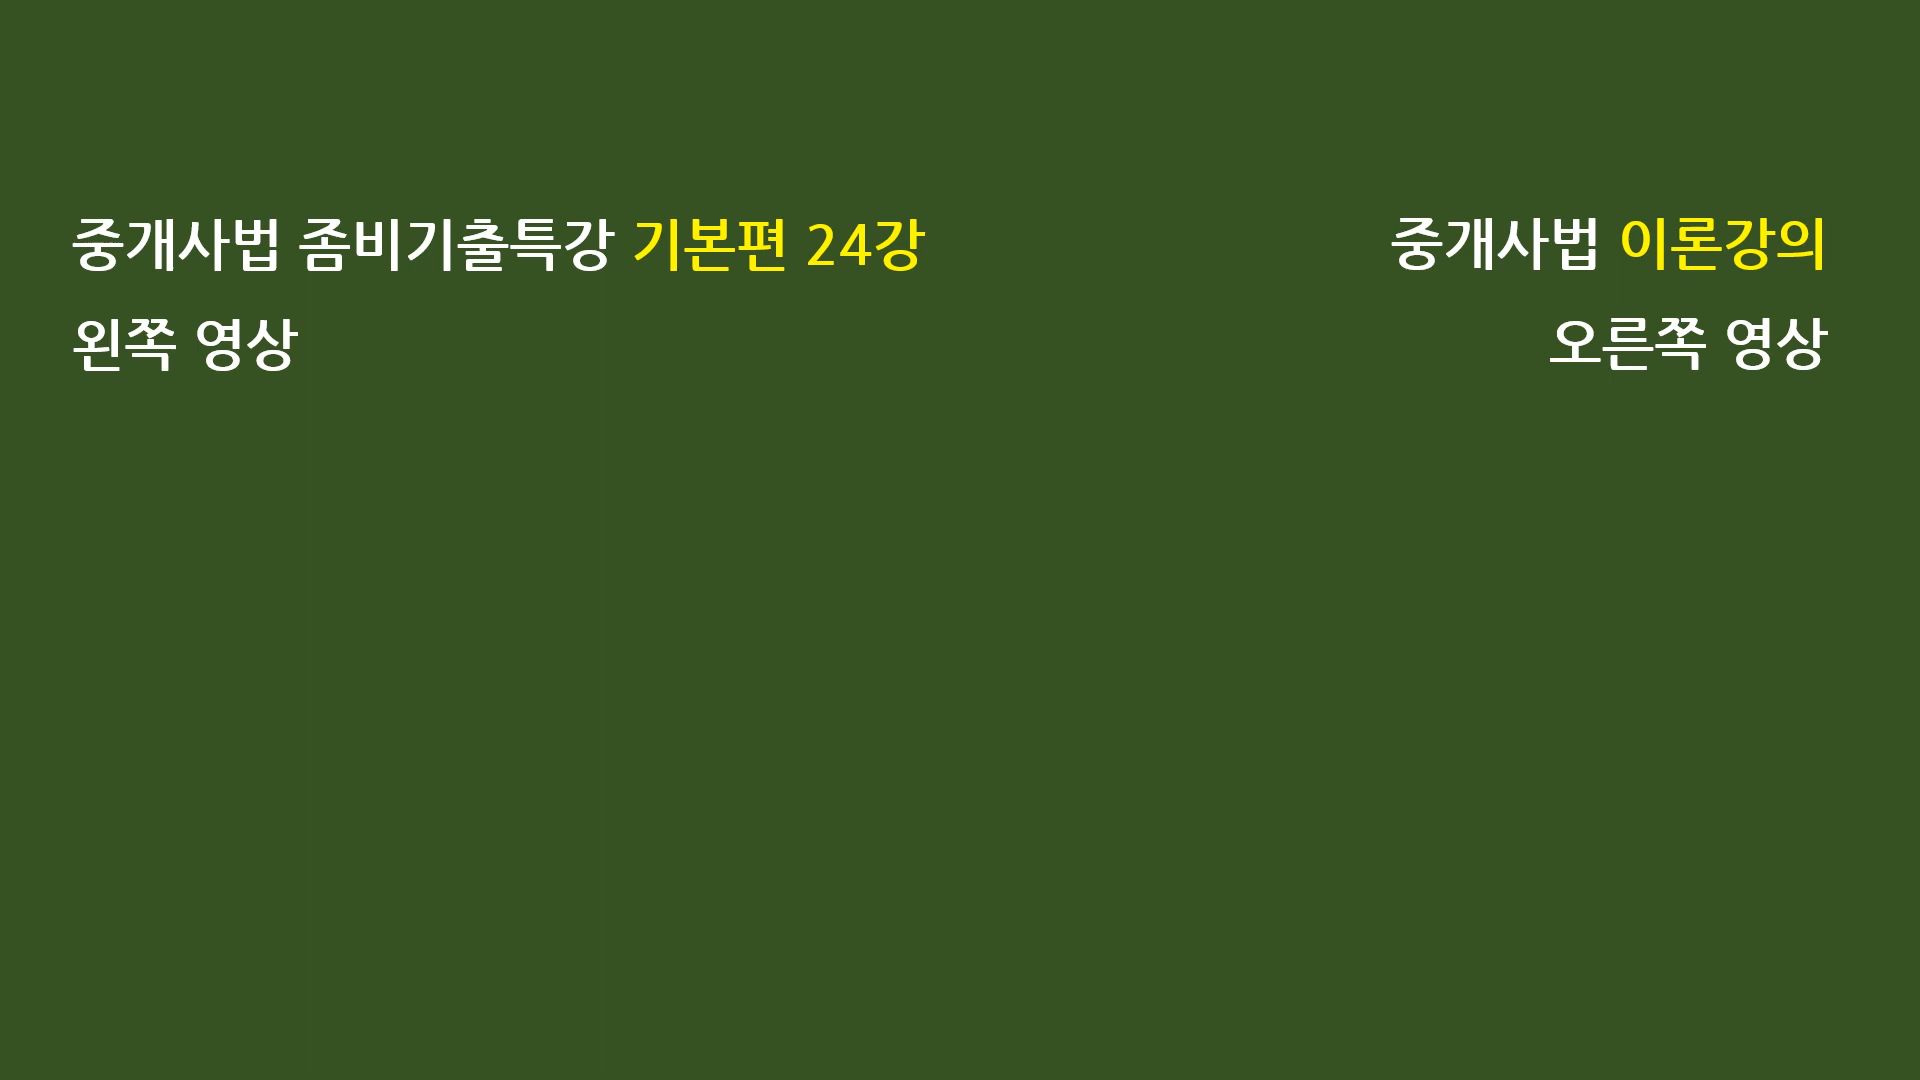 중개사법 좀비기출특강 기본편 24강
왼쪽 영상
중개사법 이론강의
오른쪽 영상